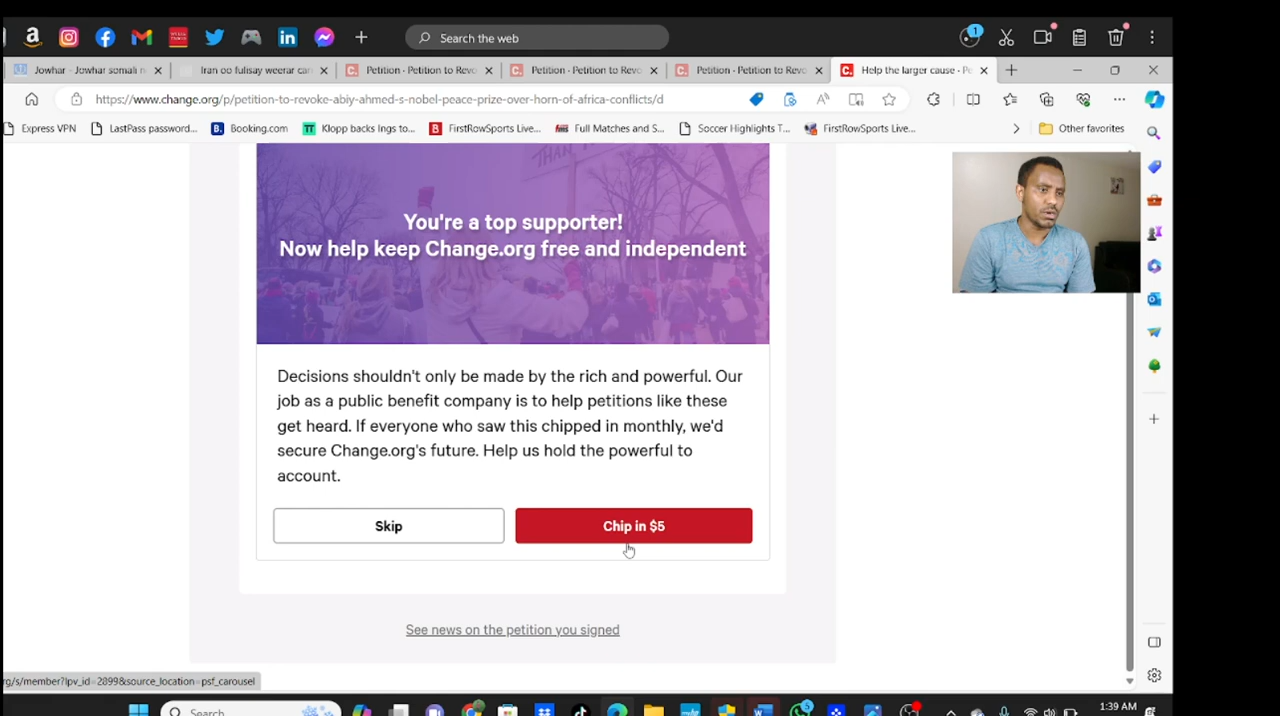 Search the web
1
Jowhar - Jowhar somali n
Iran oo fulisay weerar car
Petition · Petition to Revo
Petition · Petition to Revo
Petition · Petition to Revo
Help the larger cause - Pe
https://www.change.org/p/petition-to-revoke-abiy-ahmed-s-nobel-peace-prize-over-horn-of-africa-conflicts/d
Express VPN
LastPass password...
Booking.com
Klopp backs Ings to...
FirstRowSports Live...
Full Matches and S...
Soccer Highlights T...
FirstRowSports Live...
Other favorites
THAN
You're a top supporter!
Now help keep Change.org free and independent
Decisions shouldn't only be made by the rich and powerful. Our
job as a public benefit company is to help petitions like these
get heard. If everyone who saw this chipped in monthly, we'd
secure Change.org's future. Help us hold the powerful to
account.
Skip
Chip in $5
See news on the petition you signed
rg/s/member?lpv_id=2899&source_location=psf_carousel
Search
1:39 AM